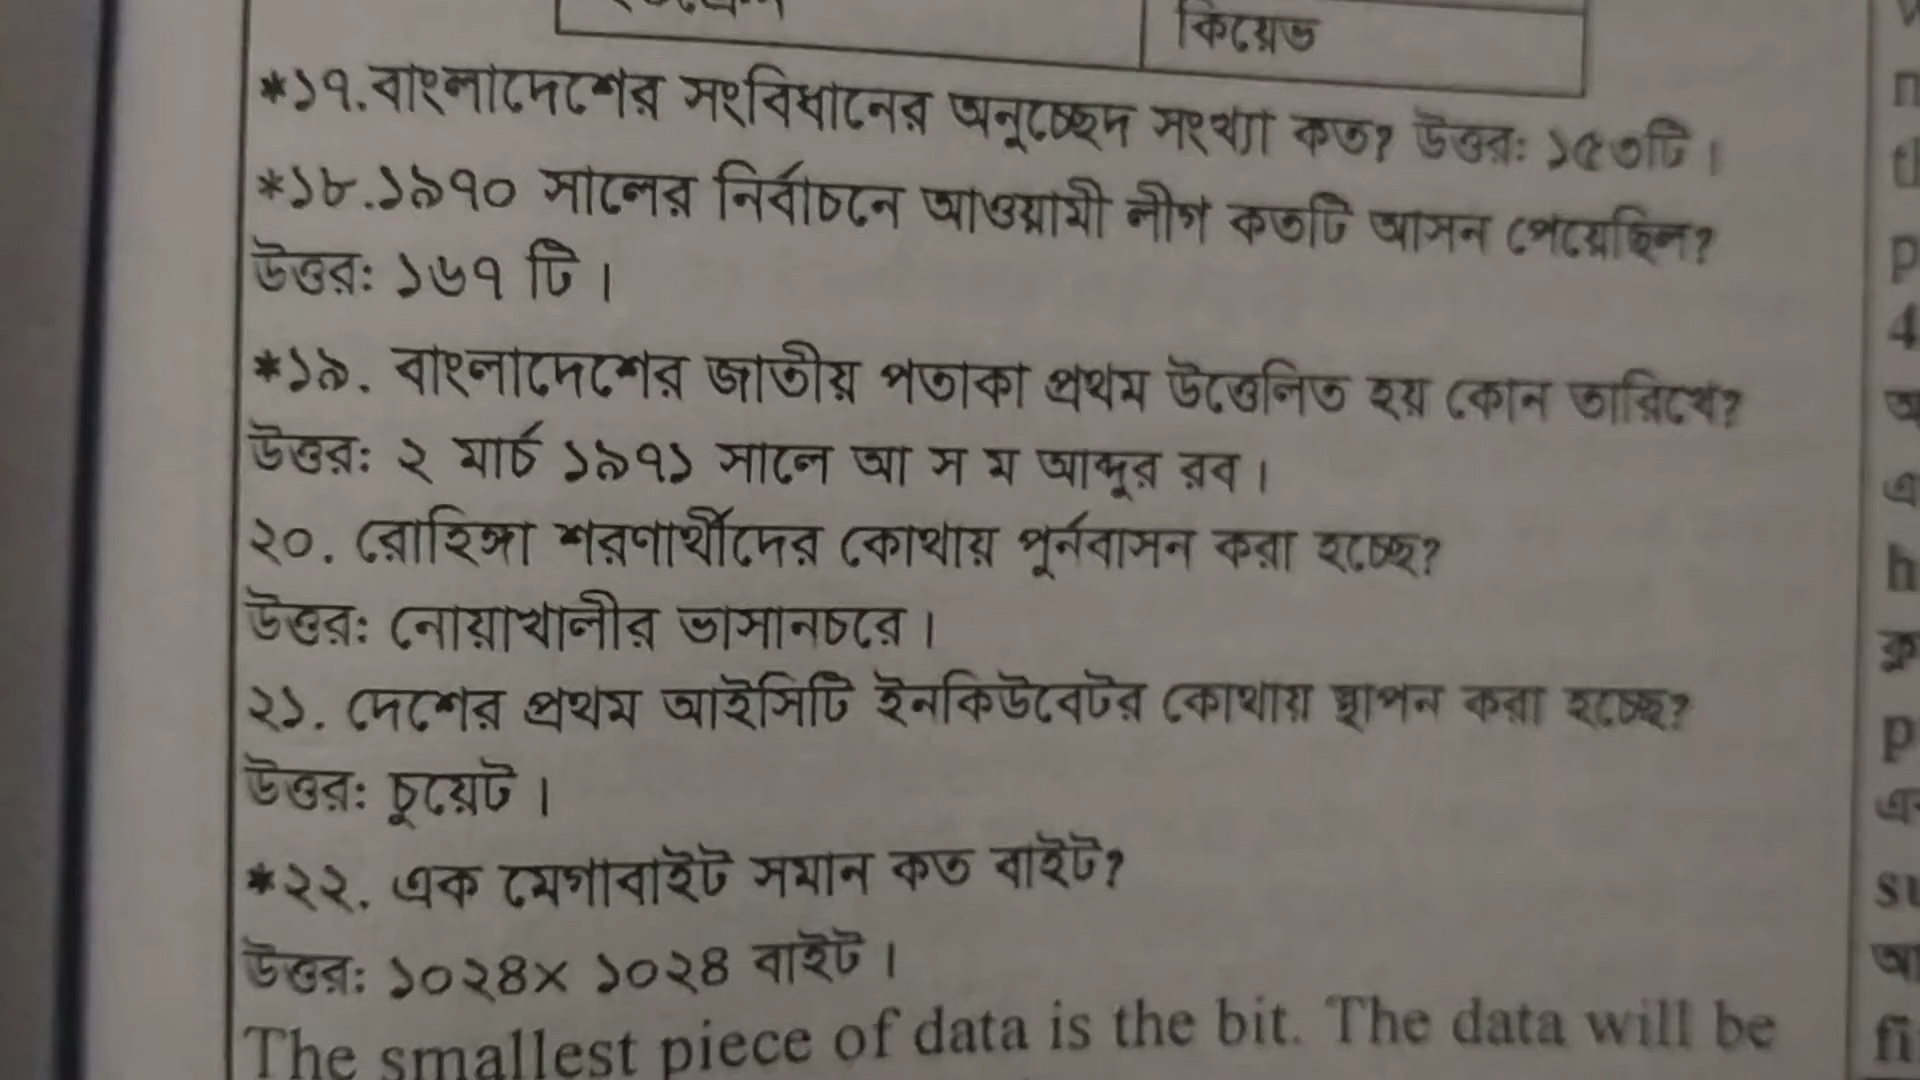 কিয়েভ
*১৭.বাংলাদেশের সংবিধানের অনুচ্ছেদ সংখ্যা কত? উত্তর: ১৫৩টি।
*১৮.১৯৭০ সালের নির্বাচনে আওয়ামী লীগ কতটি আসন পেয়েছিল?
উত্তর: ১৬৭ টি।
*১৯. বাংলাদেশের জাতীয় পতাকা প্রথম উত্তেলিত হয় কোন তারিখে?
উত্তর: ২ মার্চ ১৯৭১ সালে আ স ম আব্দুর রব।
২০. রোহিঙ্গা শরণার্থীদের কোথায় পূর্নবাসন করা হচ্ছে?
উত্তর: নোয়াখালীর ভাসানচরে।
২১. দেশের প্রথম আইসিটি ইনকিউবেটর কোথায় স্থাপন করা হচ্ছে?
উত্তর: চুয়েট।
*২২. এক মেগাবাইট সমান কত বাইট?
উত্তর: ১০২৪× ১০২৪ বাইট।
The smallest piece of data is the bit. The data will be